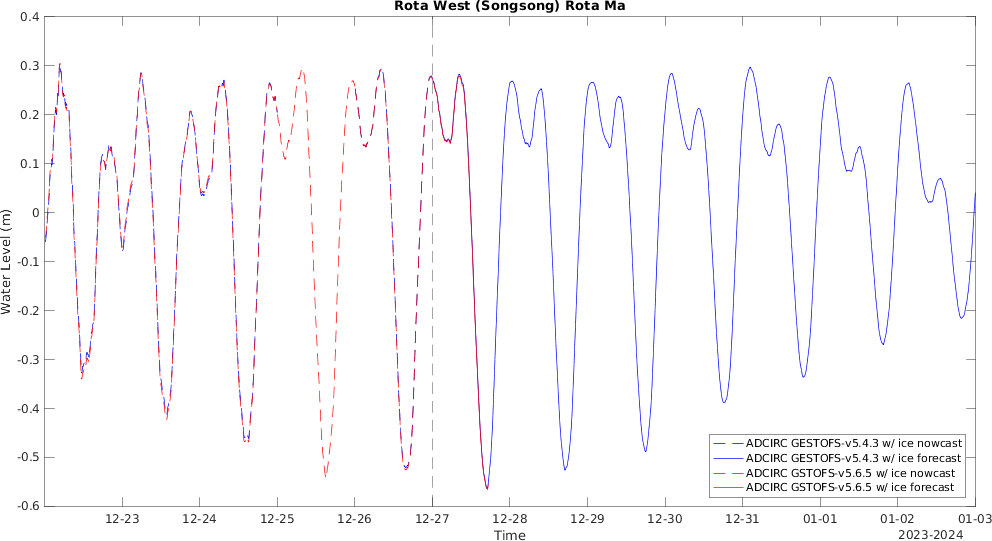 Rota West (Songsong) Rota Ma
0.4
0.3
0.2
0.1
0
-0.1
-0.2
-0.3
-0.4
-0.5
-0.6
Water Level (m)
ADCIRC GESTOFS-v5.4.3 w/ ice nowcast
ADCIRC GESTOFS-v5.4.3 w/ ice forecast
ADCIRC GSTOFS-v5.6.5 w/ ice nowcast
ADCIRC GSTOFS-v5.6.5 w/ ice forecast
12-23 12-24 12-25 12-26 12-27 12-28 12-29 12-30 12-31 01-01 01-02 01-03
Time
2023-2024